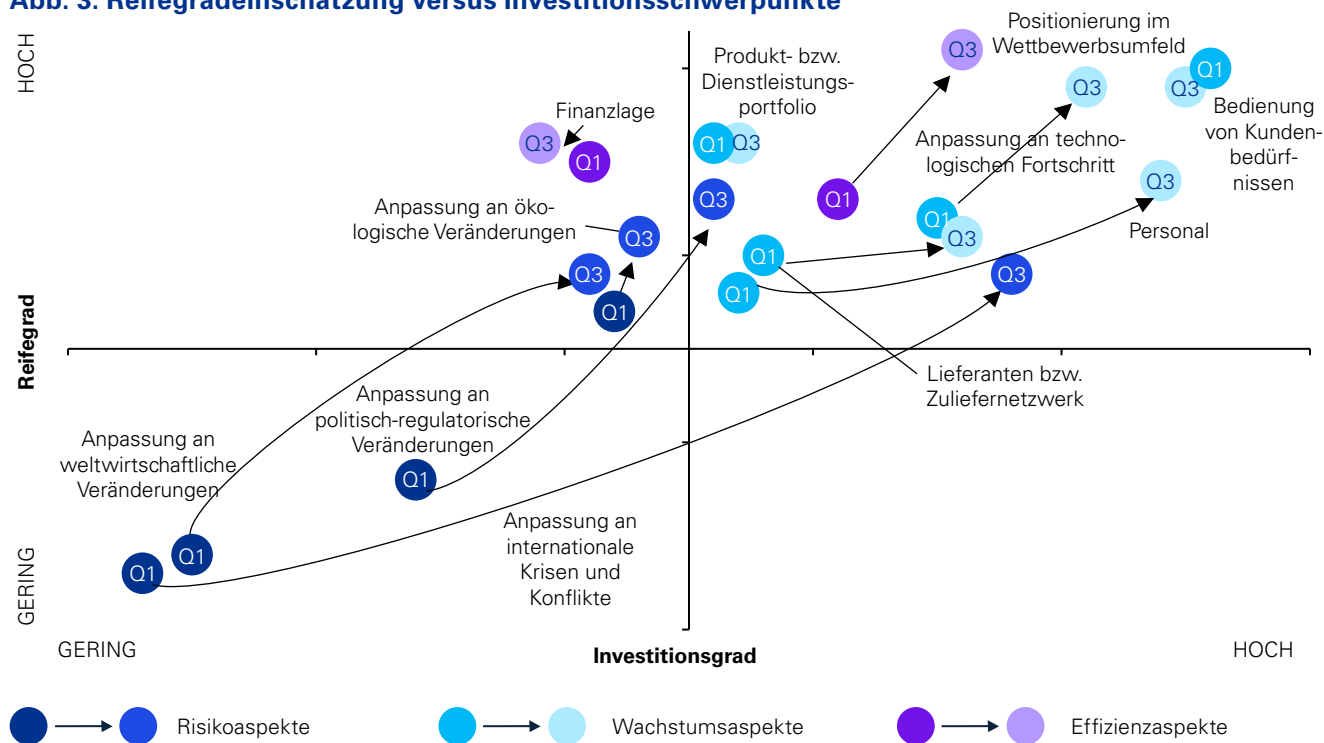 Abb. 3: Reifegradeinschätzung versus Investitionsschwerpunkte
HOCH
Positionierung im
Wettbewerbsumfeld
Q3
Produkt- bzw.
Dienstleistungs-
portfolio
Q3
Q3
Q1
Bedienung
von Kunden-
bedürf-
nissen
Finanzlage
Q3
Q1
Q1
Q3
Anpassung an techno-
logischen Fortschritt
Q3
Personal
Anpassung an öko-
logische Veränderungen
Q3
Q3
Q1
Q1
Q3
Q3
Q1
Q1
Q1
Q3
Q3
Reifegrad
Lieferanten bzw.
Zuliefernetzwerk
Anpassung an
politisch-regulatorische
Veränderungen
Q1
Anpassung an
weltwirtschaftliche
Veränderungen
Q1
Q1
Anpassung an
internationale
Krisen und
Konflikte
GERING
GERING
Investitionsgrad
HOCH
Risikoaspekte
Wachstumsaspekte
Effizienzaspekte